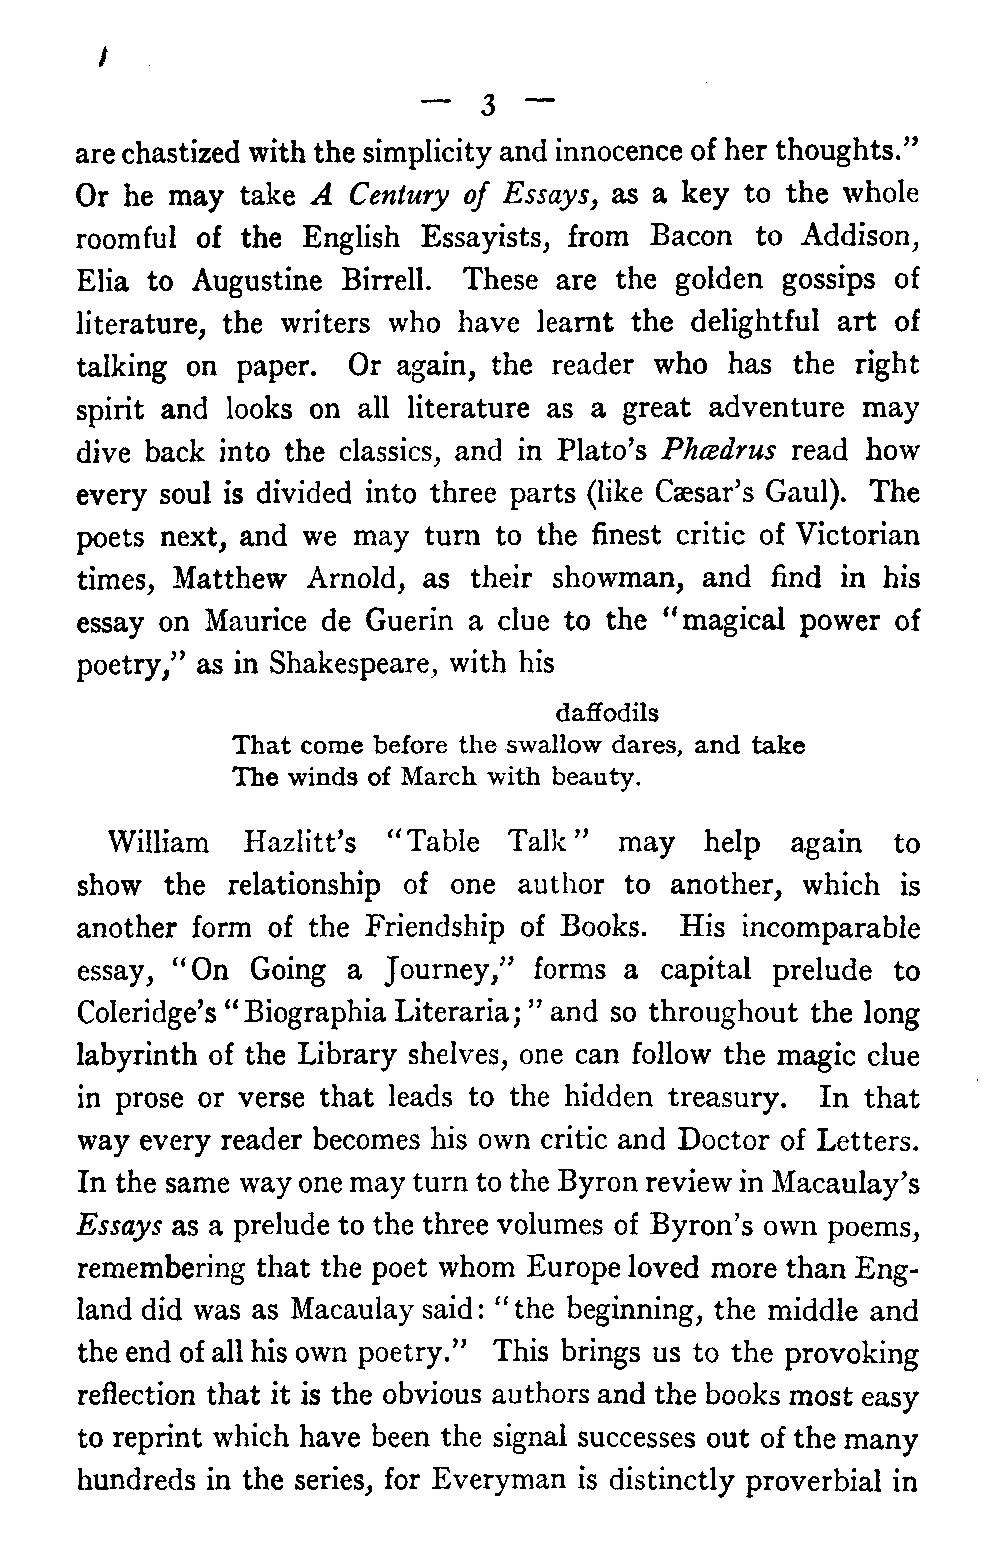 — 3 —
are chastized with the simplicity and innocence of her thoughts.”
Or he may take A Century of Essays, as a key to the whole
roomful of the English Essayists, from Bacon to Addison,
Elia to Augustine Birrell. These are the golden gossips of
literature, the writers who have learnt the delightful art of
talking on paper. Or again, the reader who has the right
spirit and looks on all literature as a great adventure may
dive back into the classics, and in Plato’s Phædrus read how
every soul is divided into three parts (like Cæsar’s Gaul). The
poets next, and we may turn to the finest critic of Victorian
times, Matthew Arnold, as their showman, and find in his
essay on Maurice de Guerin a clue to the “magical power of
poetry,” as in Shakespeare, with his
daffodils
That come before the swallow dares, and take
The winds of March with beauty.
William Hazlitt’s “Table Talk” may help again to
show the relationship of one author to another, which is
another form of the Friendship of Books. His incomparable
essay, “On Going a Journey,” forms a capital prelude to
Coleridge’s “Biographia Literaria;” and so throughout the long
labyrinth of the Library shelves, one can follow the magic clue
in prose or verse that leads to the hidden treasury. In that
way every reader becomes his own critic and Doctor of Letters.
In the same way one may turn to the Byron review in Macaulay’s
Essays as a prelude to the three volumes of Byron’s own poems,
remembering that the poet whom Europe loved more than Eng-
land did was as Macaulay said: “the beginning, the middle and
the end of all his own poetry.” This brings us to the provoking
reflection that it is the obvious authors and the books most easy
to reprint which have been the signal successes out of the many
hundreds in the series, for Everyman is distinctly proverbial in